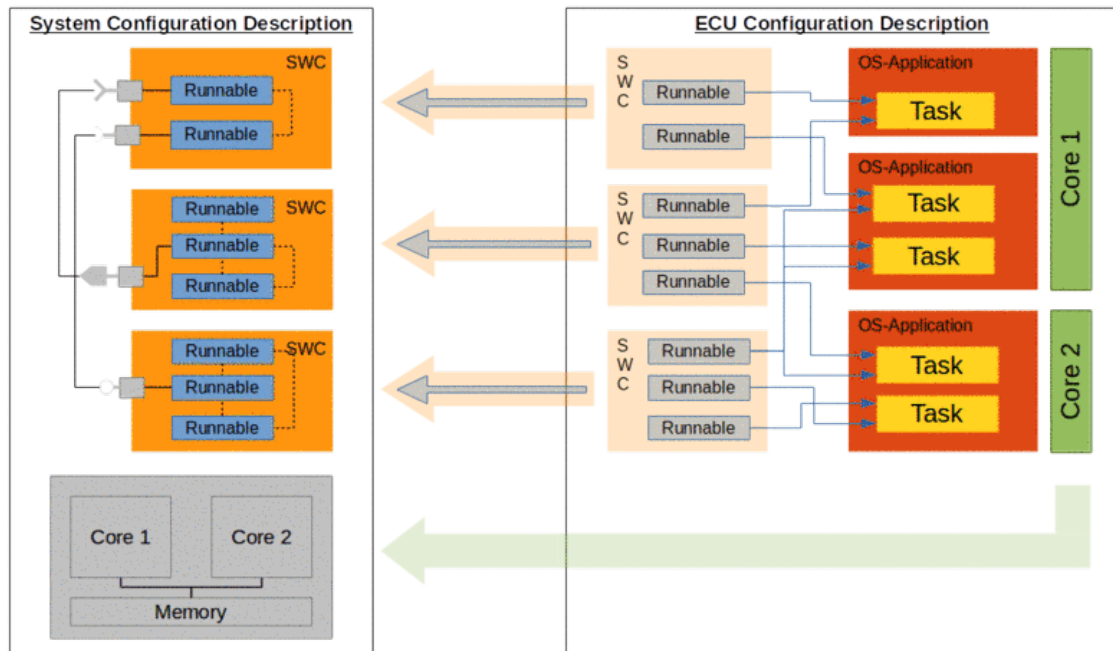 System Configuration Description
SWC
Runnable
Runnable
SWC
Runnable
Runnable
Runnable
SWC
Runnable
Runnable
Runnable
Core 1
Core 2
Memory
ECU Configuration Description
S
W
C
Runnable
Runnable
S
W
C
Runnable
Runnable
Runnable
S
W
C
Runnable
Runnable
Runnable
OS-Application
Task
OS-Application
Task
Task
OS-Application
Task
Task
Core 1
Core 2